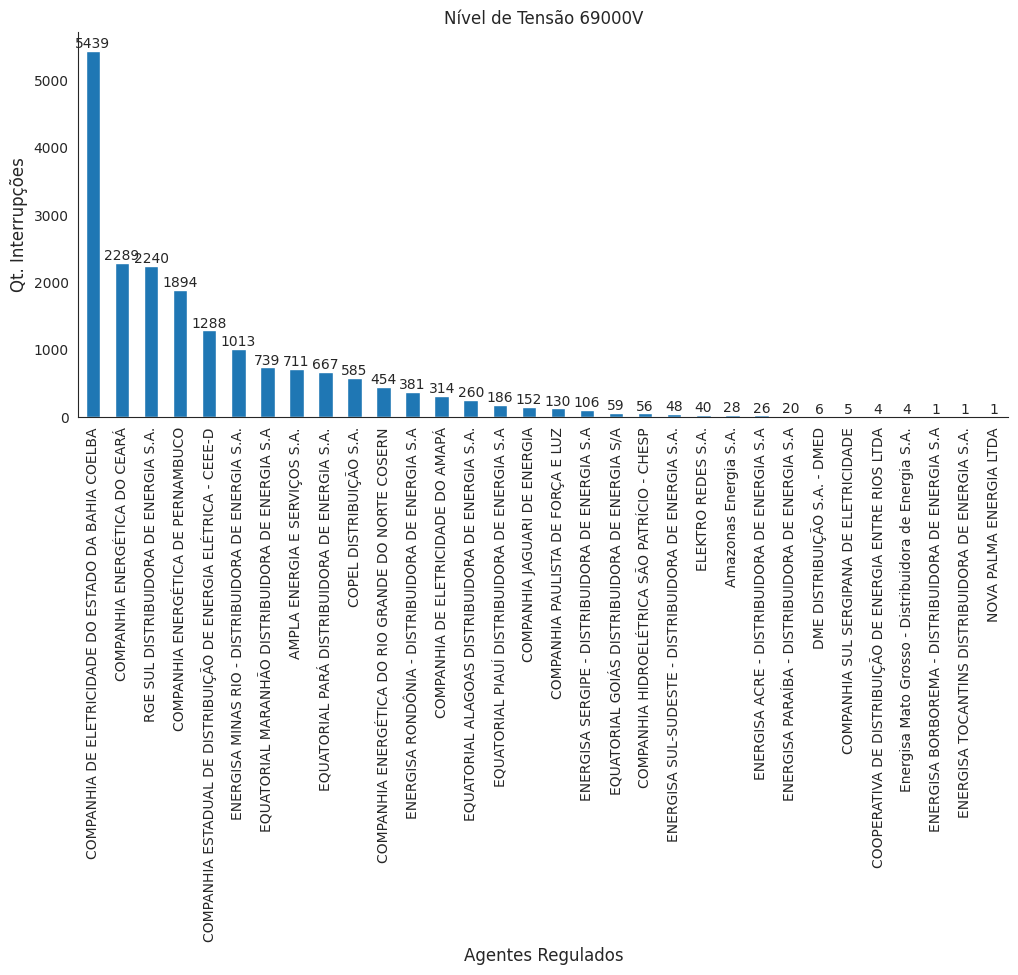 Nível de Tensão 69000V
Qt. Interrupções
5000
4000
3000
2000
1000
0
5439
2289
2240
1894
1288
1013
739
711
667
585
454
381
314
260
186
152
130
106
59
56
48
40
28
26
20
6
5
4
4
1
1
1
COMPANHIA DE ELETRICIDADE DO ESTADO DA BAHIA COELBA
COMPANHIA ENERGÉTICA DO CEARÁ
RGE SUL DISTRIBUIDORA DE ENERGIA S.A.
COMPANHIA ENERGÉTICA DE PERNAMBUCO
COMPANHIA ESTADUAL DE DISTRIBUIÇÃO DE ENERGIA ELÉTRICA - CEEE-D
ENERGISA MINAS RIO - DISTRIBUIDORA DE ENERGIA S.A.
EQUATORIAL MARANHÃO DISTRIBUIDORA DE ENERGIA S.A
AMPLA ENERGIA E SERVIÇOS S.A.
EQUATORIAL PARÁ DISTRIBUIDORA DE ENERGIA S.A.
COPEL DISTRIBUIÇÃO S.A.
COMPANHIA ENERGÉTICA DO RIO GRANDE DO NORTE COSERN
ENERGISA RONDÔNIA - DISTRIBUIDORA DE ENERGIA S.A
COMPANHIA DE ELETRICIDADE DO AMAPÁ
EQUATORIAL ALAGOAS DISTRIBUIDORA DE ENERGIA S.A.
EQUATORIAL PIAUÍ DISTRIBUIDORA DE ENERGIA S.A
COMPANHIA JAGUARI DE ENERGIA
COMPANHIA PAULISTA DE FORÇA E LUZ
ENERGISA SERGIPE - DISTRIBUIDORA DE ENERGIA S.A
EQUATORIAL GOIÁS DISTRIBUIDORA DE ENERGIA S/A
COMPANHIA HIDROELÉTRICA SÃO PATRÍCIO - CHESP
ENERGISA SUL-SUDESTE - DISTRIBUIDORA DE ENERGIA S.A.
ELEKTRO REDES S.A.
Amazonas Energia S.A.
ENERGISA ACRE - DISTRIBUIDORA DE ENERGIA S.A
ENERGISA PARAÍBA - DISTRIBUIDORA DE ENERGIA S.A
DME DISTRIBUIÇÃO S.A. - DMED
COMPANHIA SUL SERGIPANA DE ELETRICIDADE
COOPERATIVA DE DISTRIBUIÇÃO DE ENERGIA ENTRE RIOS LTDA
Energisa Mato Grosso - Distribuidora de Energia S.A.
ENERGISA BORBOREMA - DISTRIBUIDORA DE ENERGIA S.A
ENERGISA TOCANTINS DISTRIBUIDORA DE ENERGIA S.A.
NOVA PALMA ENERGIA LTDA
Agentes Regulados